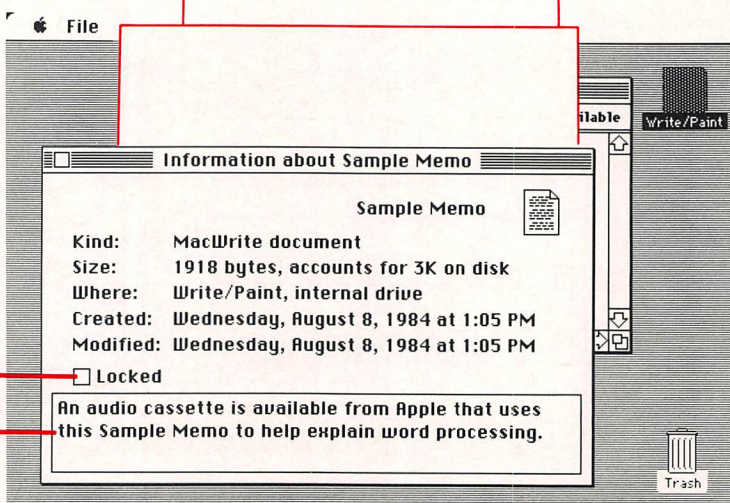 File
ilable
Write/Paint
Information about Sample Memo
Sample Memo
Kind: MacWrite document
Size: 1918 bytes, accounts for 3K on disk
Where: Write/Paint, internal drive
Created: Wednesday, August 8, 1984 at 1:05 PM
Modified: Wednesday, August 8, 1984 at 1:05 PM
Locked
An audio cassette is available from Apple that uses
this Sample Memo to help explain word processing.
Trash